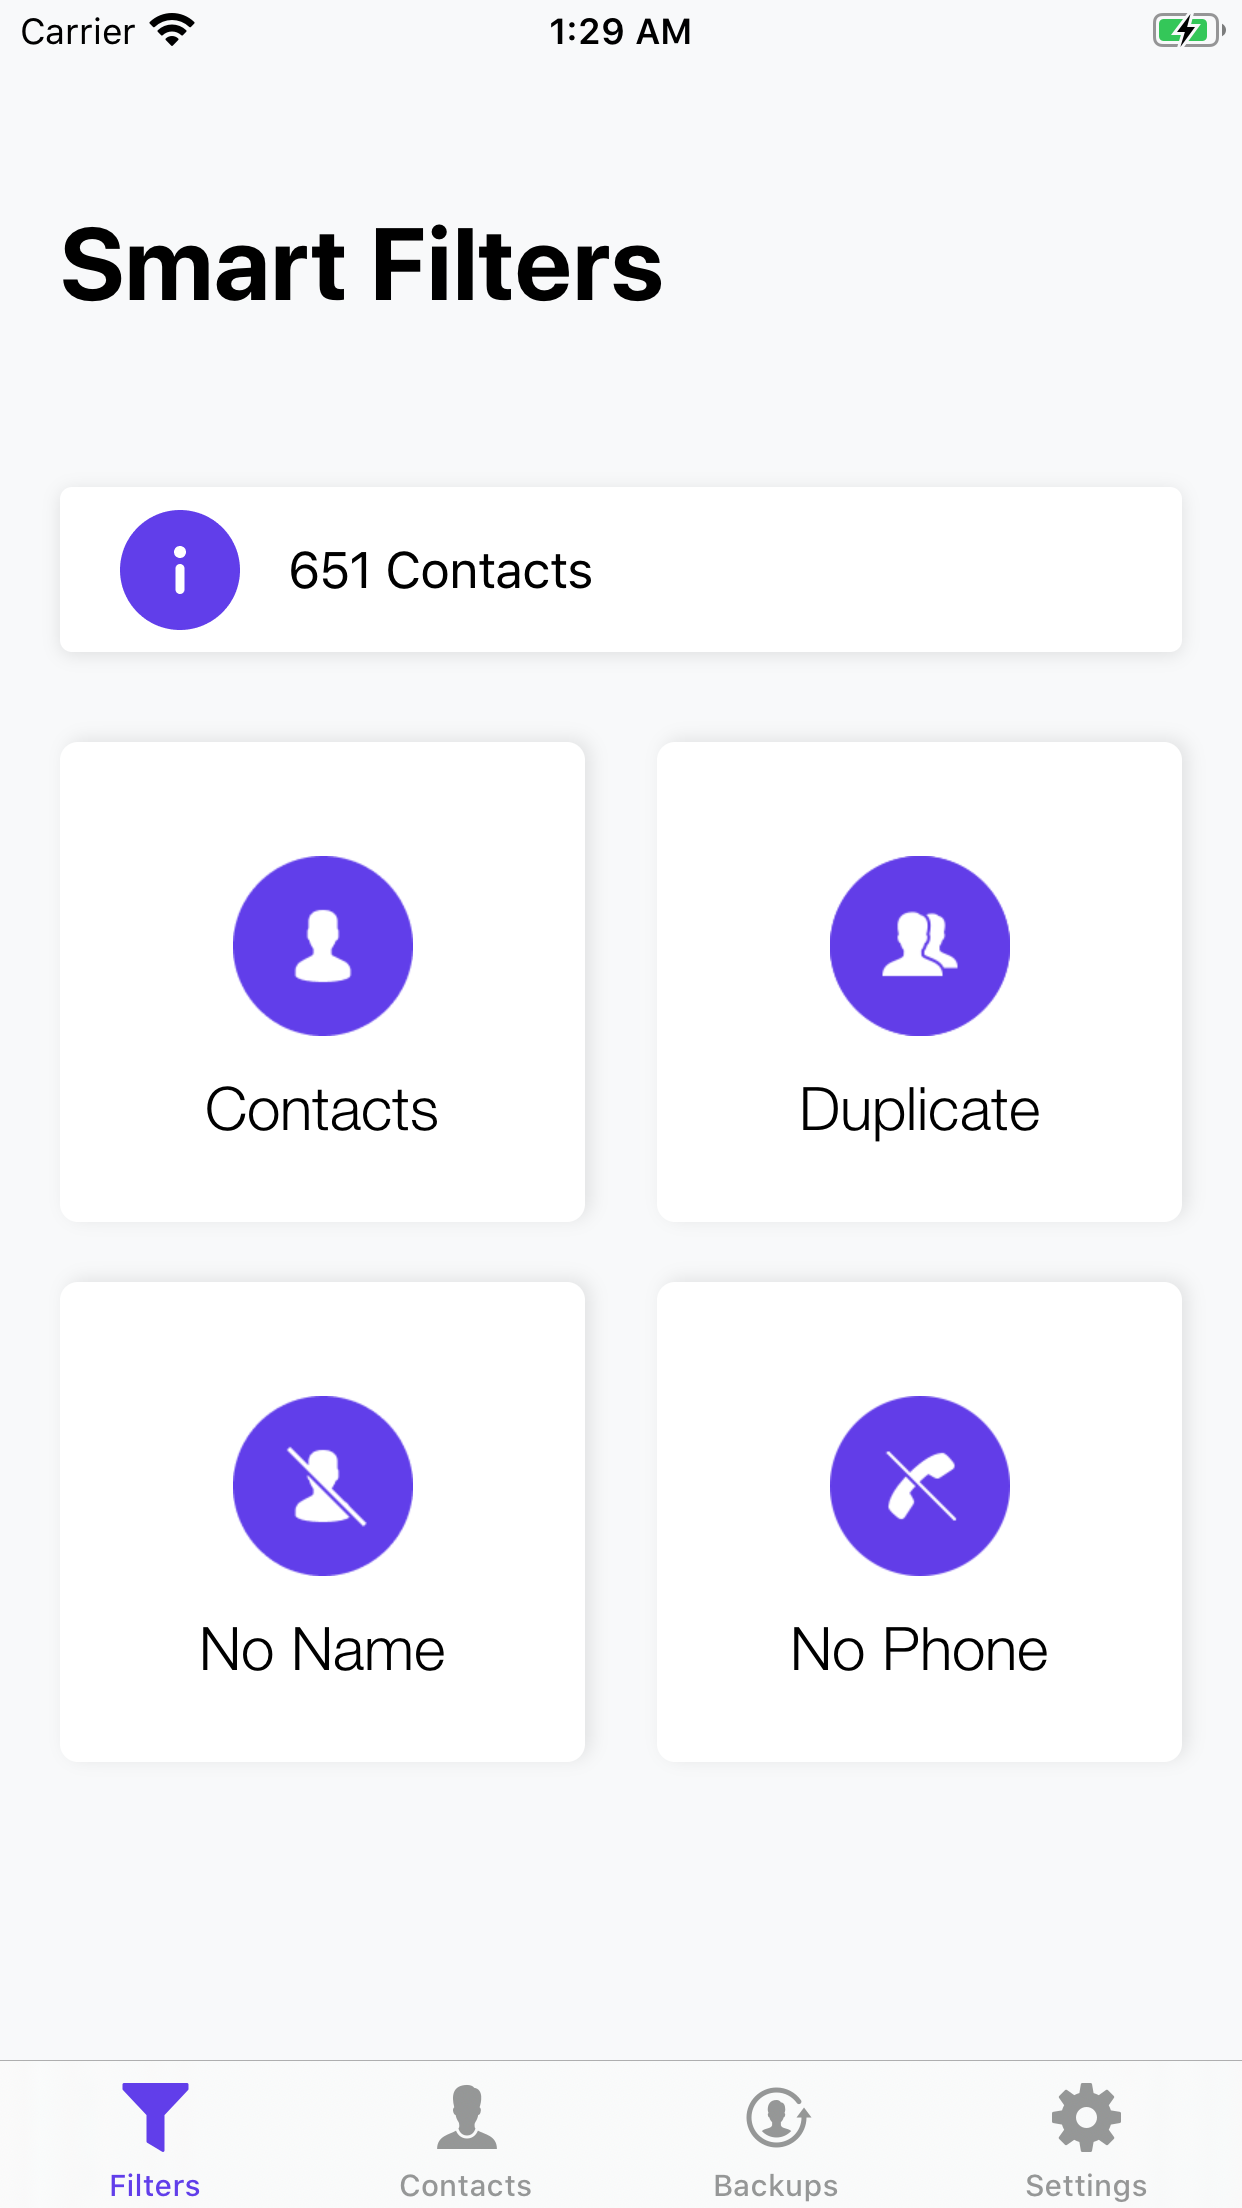 Carrier 1:29 AM
Smart Filters
651 Contacts
Contacts Duplicate
No Name No Phone
Filters Contacts Backups Settings